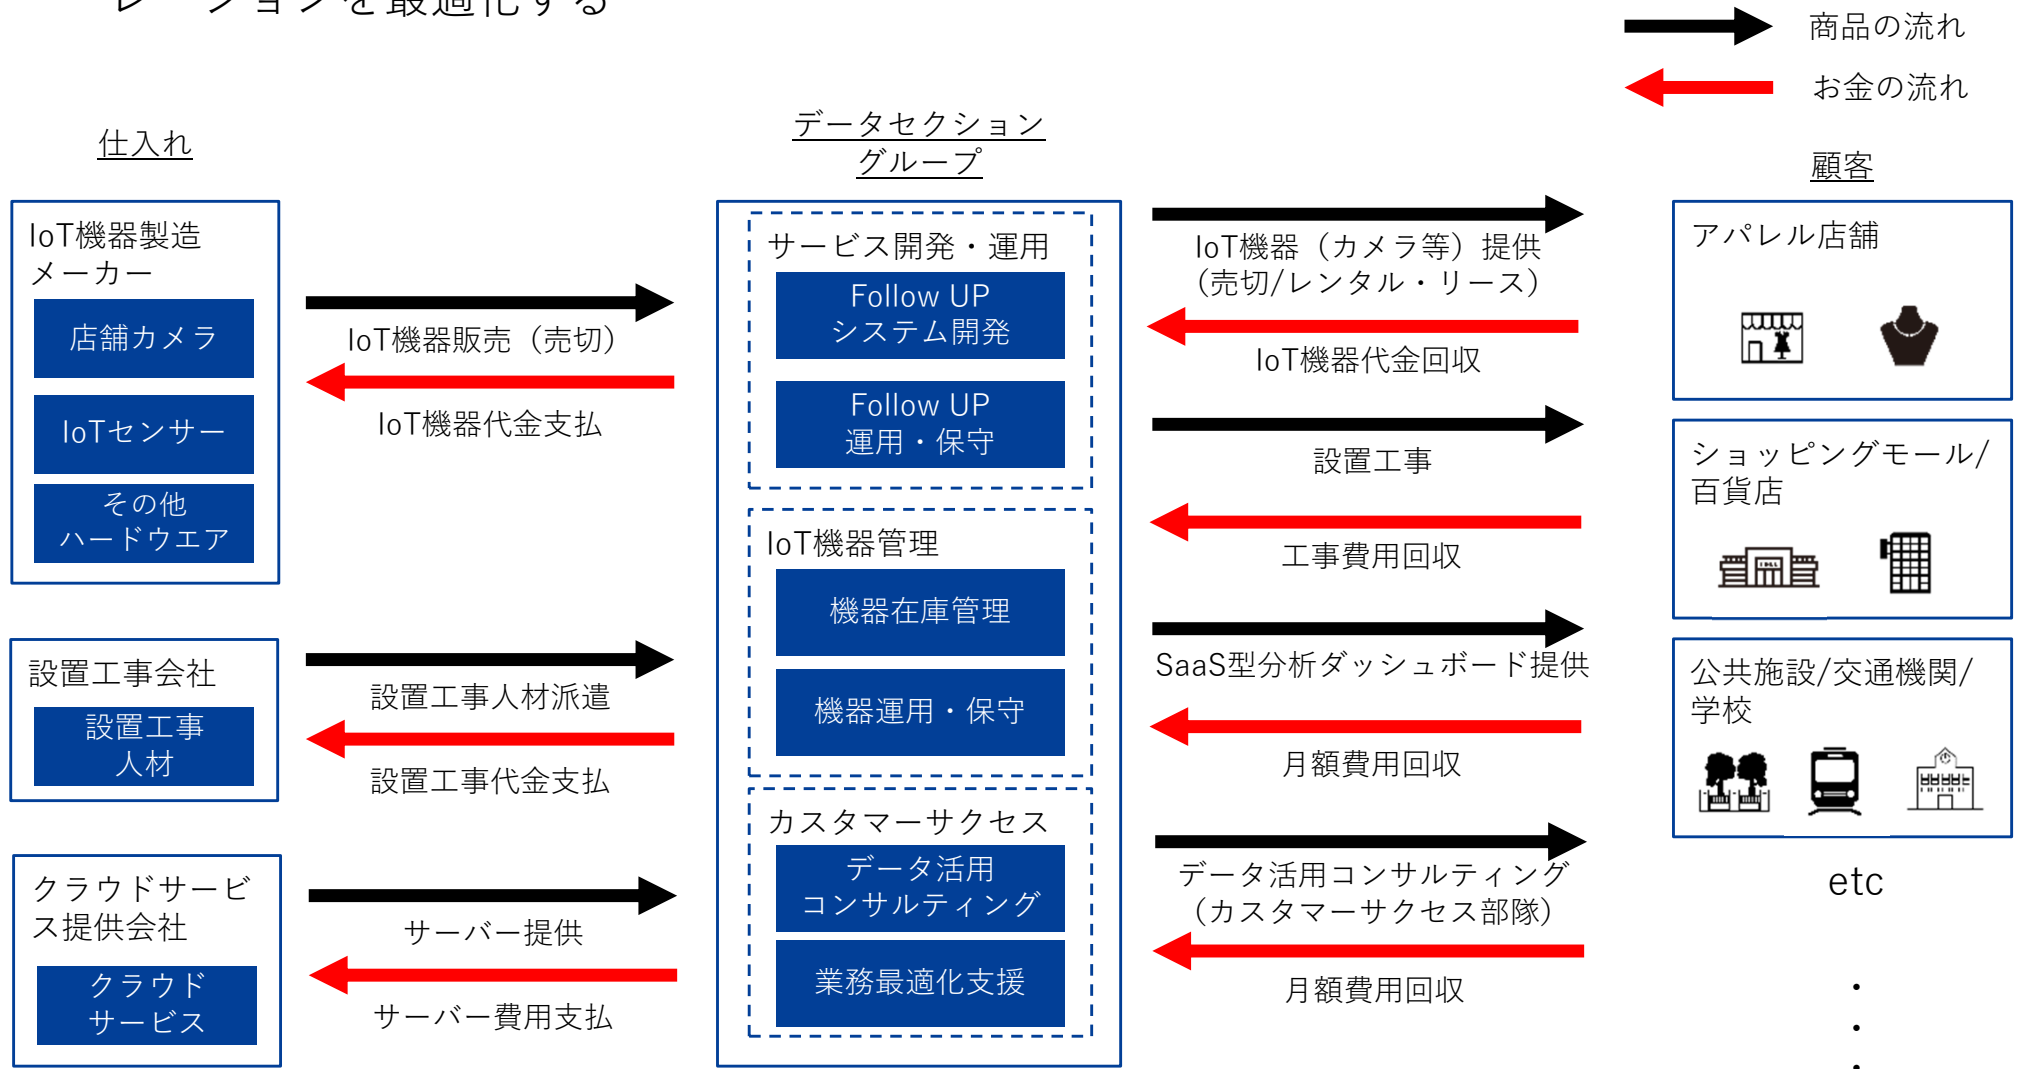 レーションを最適化する
商品の流れ
お金の流れ
仕入れ
データセクション
グループ
顧客
IoT機器製造
メーカー
店舗カメラ
IoTセンサー
その他
ハードウエア
設置工事会社
設置工事
人材
クラウドサービ
ス提供会社
クラウド
サービス
IoT機器販売（売切）
IoT機器代金支払
設置工事人材派遣
設置工事代金支払
サーバー提供
サーバー費用支払
サービス開発・運用
Follow UP
システム開発
Follow UP
運用・保守
IoT機器管理
機器在庫管理
機器運用・保守
カスタマーサクセス
データ活用
コンサルティング
業務最適化支援
IoT機器（カメラ等）提供
（売切/レンタル・リース）
IoT機器代金回収
設置工事
工事費用回収
SaaS型分析ダッシュボード提供
月額費用回収
データ活用コンサルティング
（カスタマーサクセス部隊）
月額費用回収
アパレル店舗
ショッピングモール/
百貨店
公共施設/交通機関/
学校
etc
・
・
・